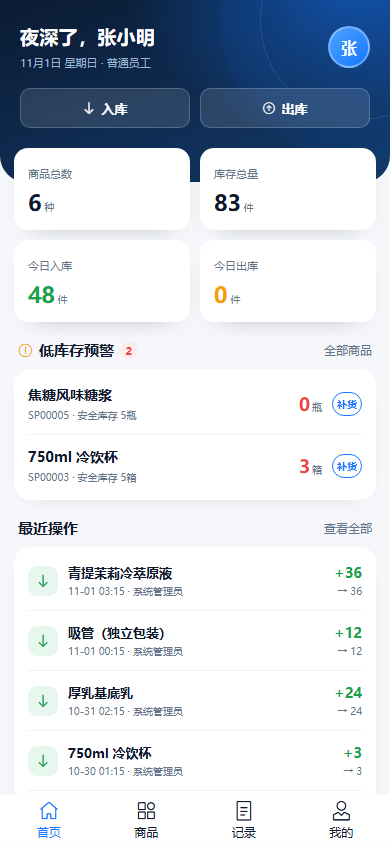 夜深了，张小明
11月1日 星期日 · 普通员工
张
入库
出库
商品总数
6 种
库存总量
83 件
今日入库
48 件
今日出库
0 件
低库存预警 2
全部商品
焦糖风味糖浆
SP00005 · 安全库存 5瓶
0 瓶
补货
750ml 冷饮杯
SP00003 · 安全库存 5箱
3 箱
补货
最近操作
查看全部
青提茉莉冷萃原液
11-01 03:15 · 系统管理员
+36
→ 36
吸管（独立包装）
11-01 00:15 · 系统管理员
+12
→ 12
厚乳基底乳
10-31 02:15 · 系统管理员
+24
→ 24
750ml 冷饮杯
10-30 01:15 · 系统管理员
+3
→ 3
首页
商品
记录
我的